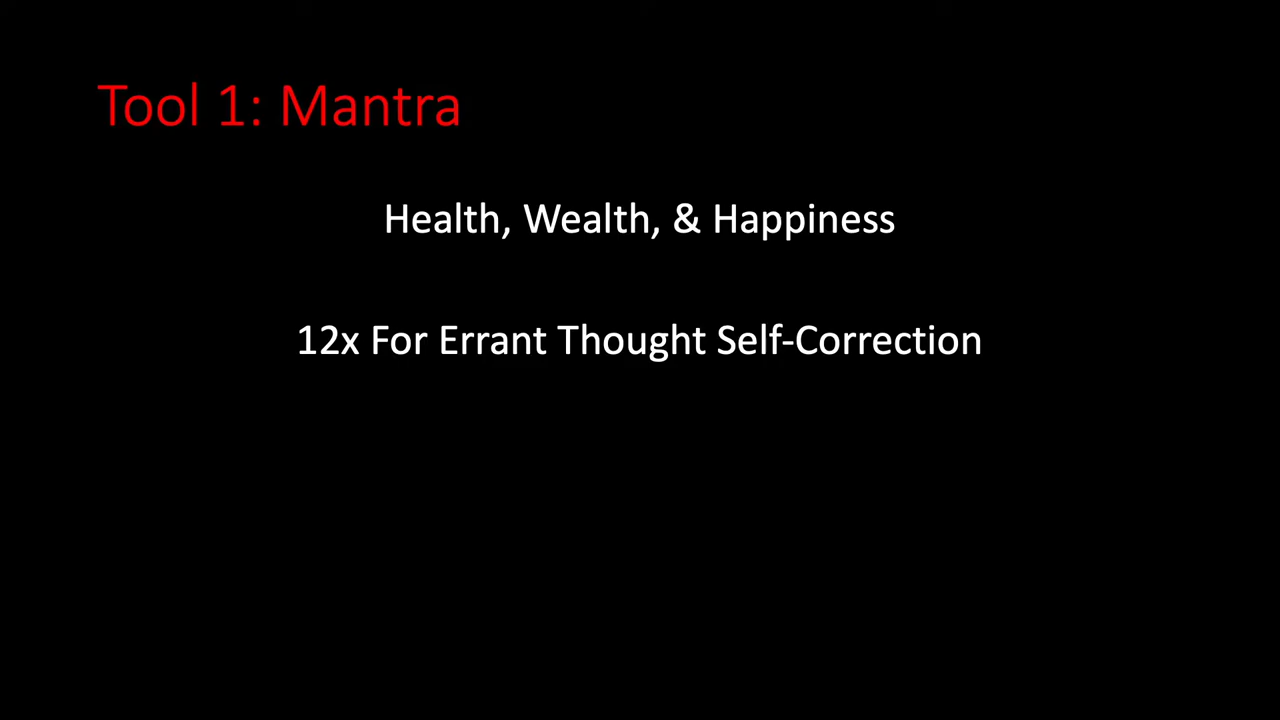 Tool 1: Mantra
Health, Wealth, & Happiness
12x For Errant Thought Self-Correction